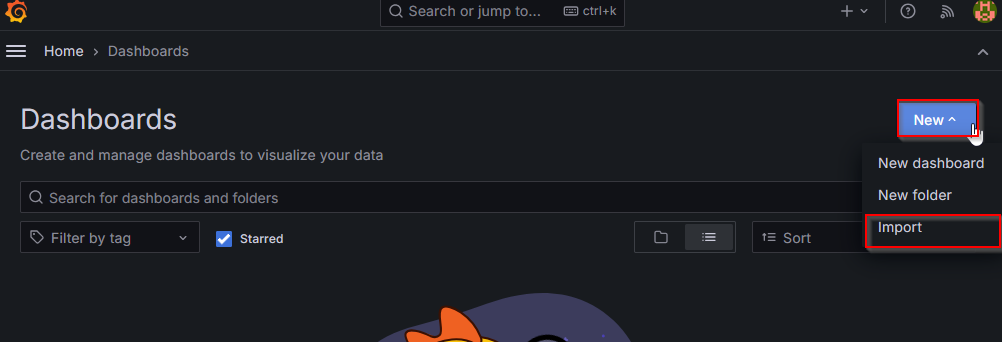 Search or jump to... ctrl+k
Home › Dashboards
Dashboards
New
Create and manage dashboards to visualize your data
New dashboard
Search for dashboards and folders
New folder
Filter by tag
Starred
Sort
Import